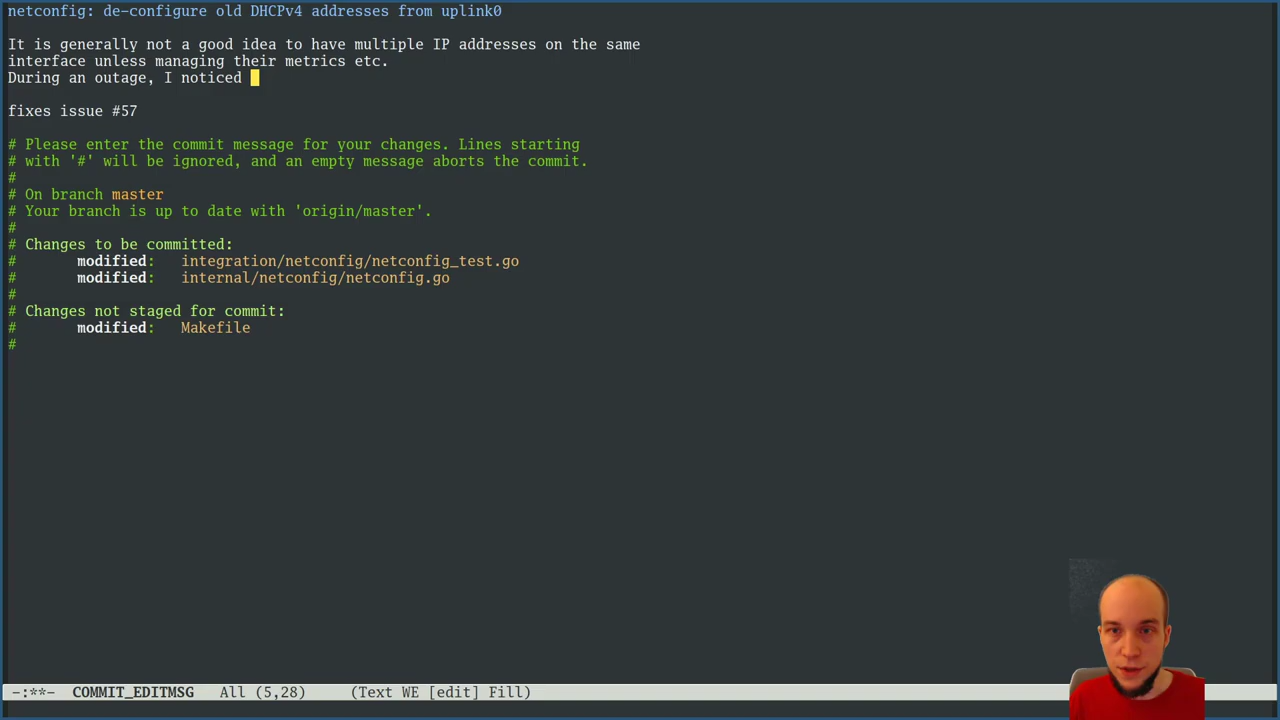 netconfig: de-configure old DHCPv4 addresses from uplink0
It is generally not a good idea to have multiple IP addresses on the same
interface unless managing their metrics etc.
During an outage, I noticed
fixes issue #57
# Please enter the commit message for your changes. Lines starting
# with '#' will be ignored, and an empty message aborts the commit.
#
# On branch master
# Your branch is up to date with 'origin/master'.
#
# Changes to be committed:
#       modified:   integration/netconfig/netconfig_test.go
#       modified:   internal/netconfig/netconfig.go
#
# Changes not staged for commit:
#       modified:   Makefile
#
-:**-  COMMIT_EDITMSG   All (5,28)     (Text WE [edit] Fill)